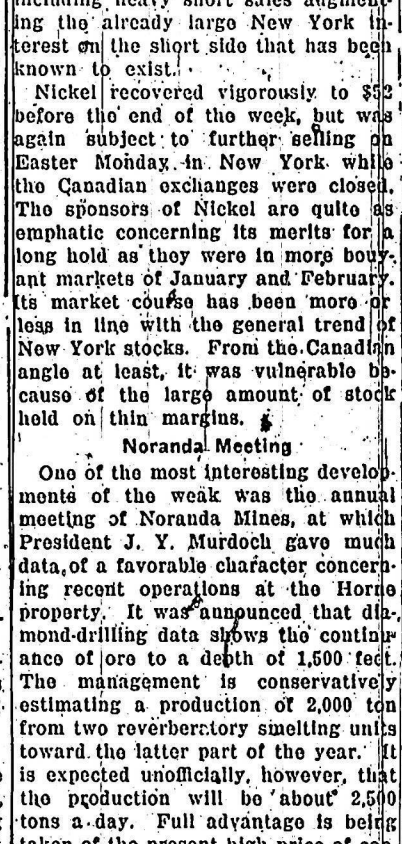 including heavy short sales augment-
ing the already large New York in-
terest on the short side that has been
known to exist.
Nickel recovered vigorously to $52
before the end of the week, but was
again subject to further selling on
Easter Monday in New York while
the Canadian exchanges were closed.
The sponsors of Nickel are quite as
emphatic concerning its merits for a
long hold as they were in more bouy-
ant markets of January and February.
Its market course has been more or
less in line with the general trend of
New York stocks. From the Canadian
angle at least, it was vulnerable be-
cause of the large amount of stock
held on thin margins.
Noranda Meeting
One of the most interesting develop-
ments of the weak was the annual
meeting of Noranda Mines, at which
President J. Y. Murdoch gave much
data of a favorable character concern-
ing recent operations at the Horne
property. It was announced that dia-
mond-drilling data shows the continu-
ance of ore to a depth of 1,500 feet.
The management is conservatively
estimating a production of 2,000 ton
from two reverberatory smelting units
toward the latter part of the year. It
is expected unofficially, however, that
the production will be about 2,500
tons a day. Full advantage is being
taken of the present high price of cop-